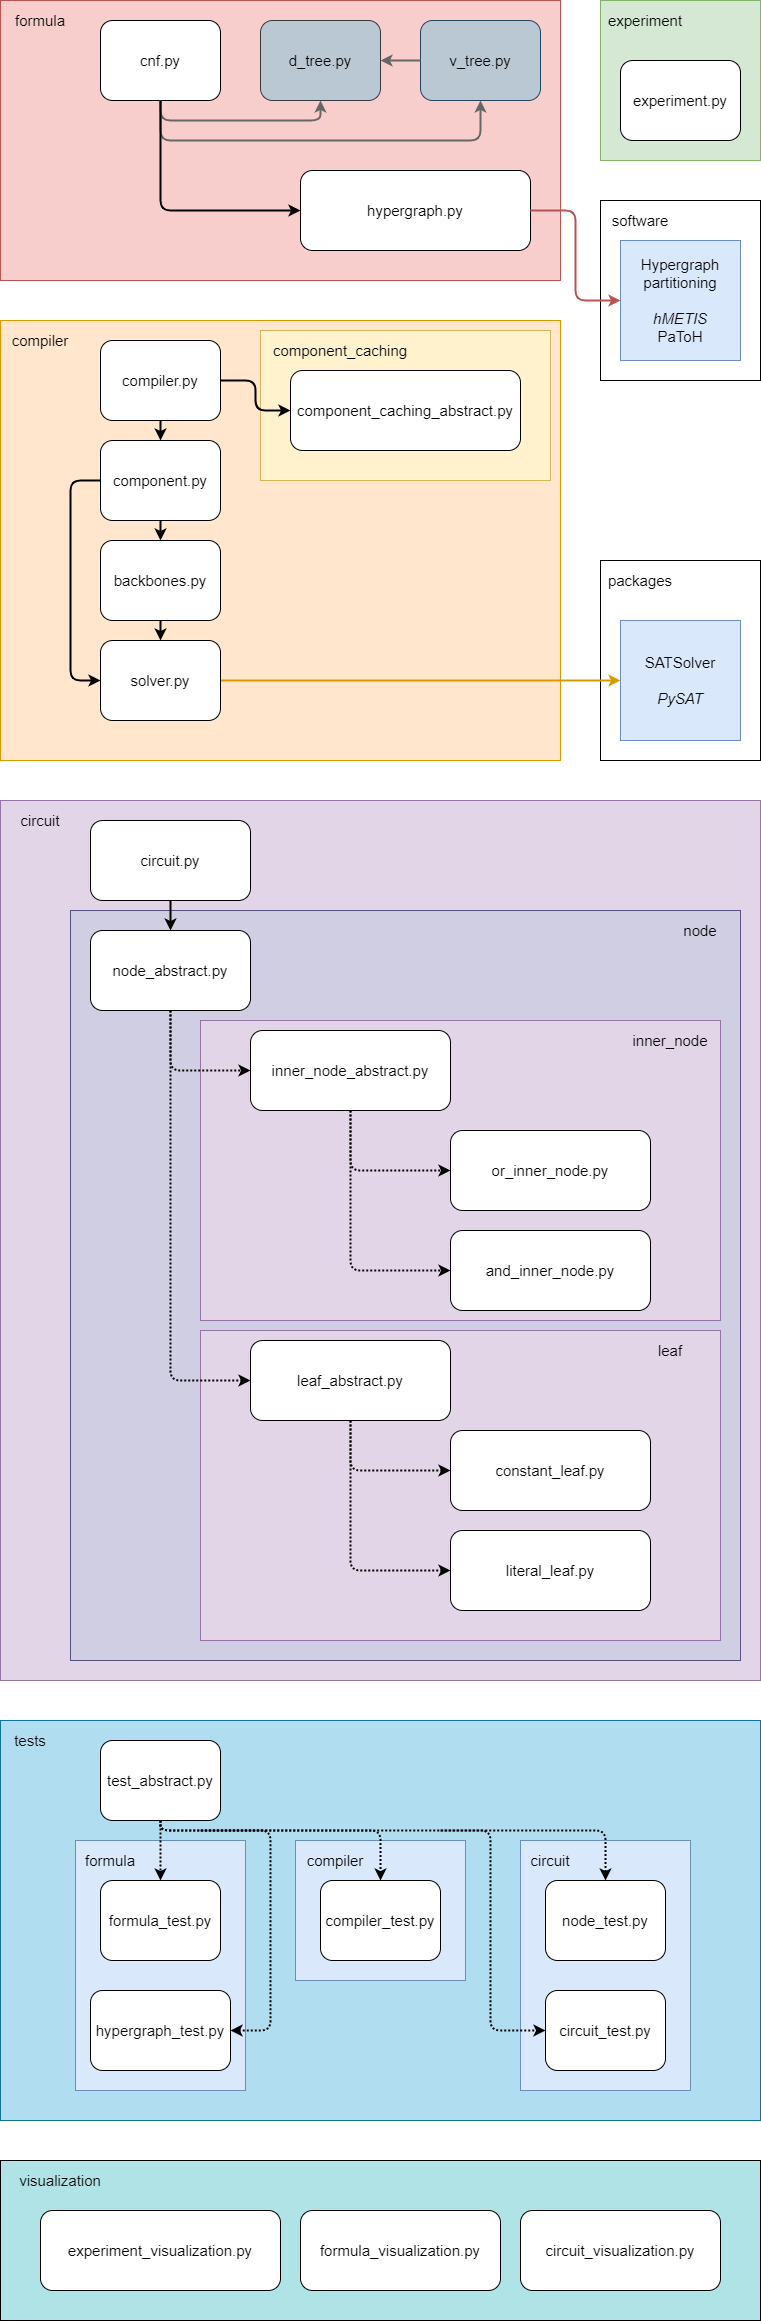 formula
cnf.py
d_tree.py
v_tree.py
hypergraph.py
experiment
experiment.py
software
Hypergraph
partitioning
hMETIS
PaToH
compiler
compiler.py
component_caching
component_caching_abstract.py
component.py
backbones.py
solver.py
packages
SATSolver
PySAT
circuit
circuit.py
node
node_abstract.py
inner_node
inner_node_abstract.py
or_inner_node.py
and_inner_node.py
leaf
leaf_abstract.py
constant_leaf.py
literal_leaf.py
tests
test_abstract.py
formula
formula_test.py
hypergraph_test.py
compiler
compiler_test.py
circuit
node_test.py
circuit_test.py
visualization
experiment_visualization.py
formula_visualization.py
circuit_visualization.py